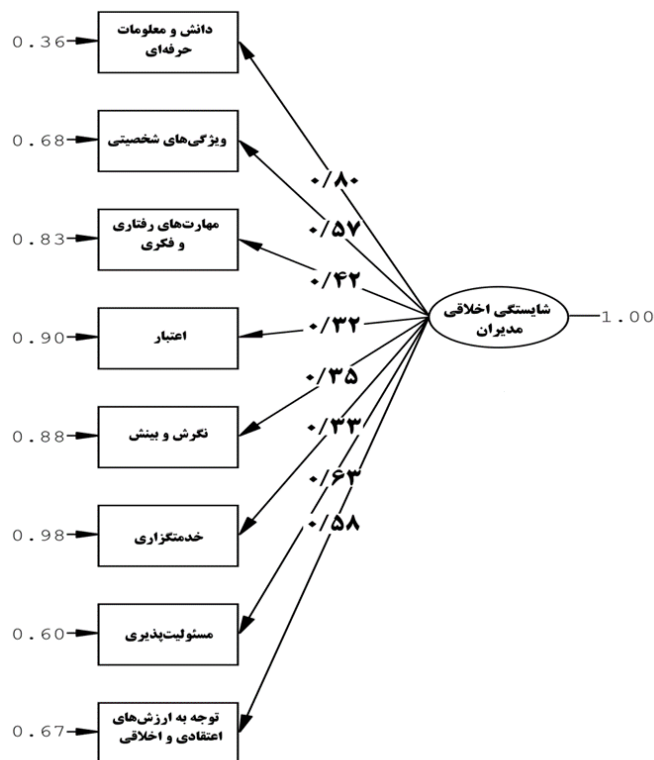 دانش و معلومات
حرفه‌ای
0.36
ویژگی‌های شخصیتی
0.68
مهارت‌های رفتاری
و فکری
0.83
اعتبار
0.90
نگرش و بینش
0.88
خدمتگزاری
0.98
مسئولیت‌پذیری
0.60
توجه به ارزش‌های
اعتقادی و اخلاقی
0.67
۰/۸۰
۰/۵۷
۰/۴۲
۰/۳۲
۰/۳۵
۰/۳۳
۰/۶۳
۰/۵۸
شایستگی اخلاقی
مدیران
1.00